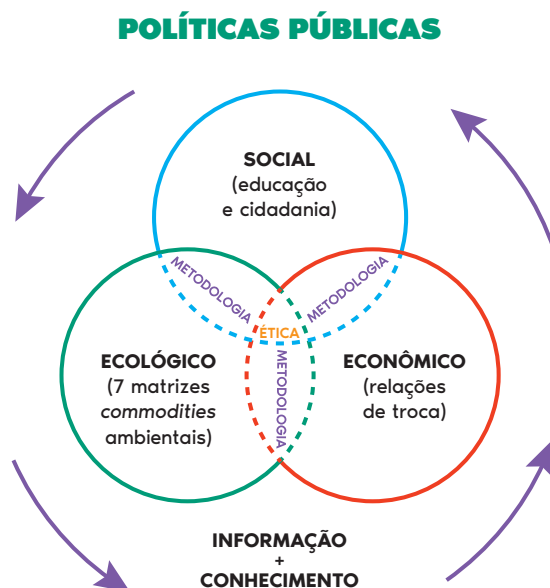 POLÍTICAS PÚBLICAS
SOCIAL
(educação
e cidadania)
METODOLOGIA
METODOLOGIA
ÉTICA
ECOLÓGICO
(7 matrizes
commodities
ambientais)
METODOLOGIA
ECONÔMICO
(relações
de troca)
INFORMAÇÃO
+
CONHECIMENTO